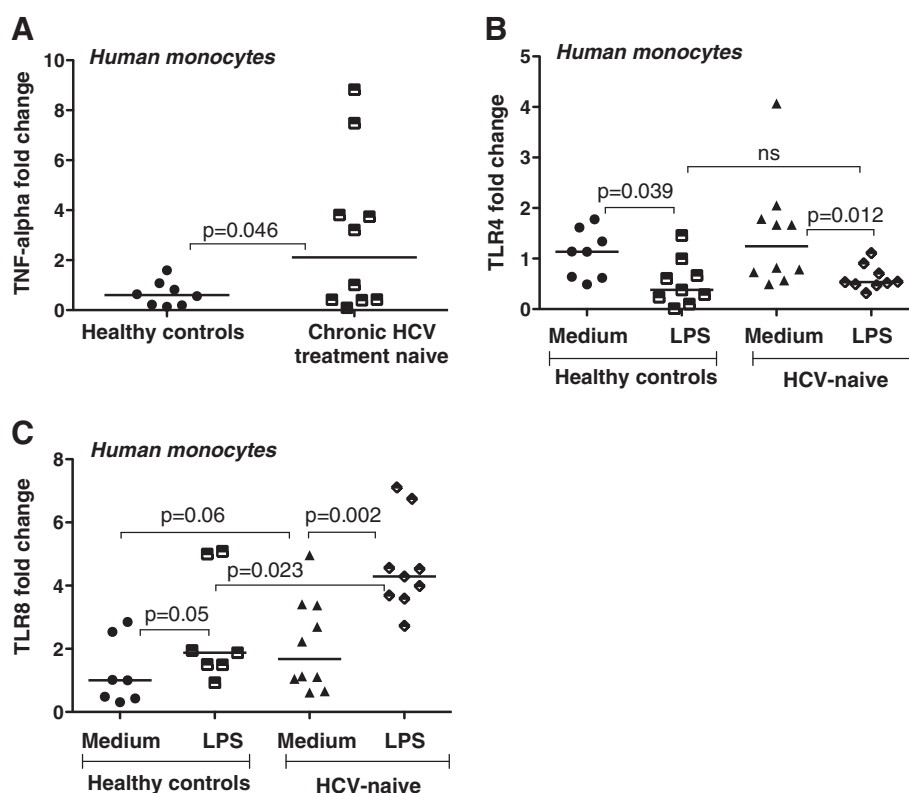 A
Human monocytes
TNF-alpha fold change
10
8
6
4
2
0
p=0.046
Healthy controls
Chronic HCV
treatment naive
B
Human monocytes
TLR4 fold change
5
4
3
2
1
0
ns
p=0.039
p=0.012
Medium LPS Medium LPS
Healthy controls HCV-naive
C
Human monocytes
TLR8 fold change
8
6
4
2
0
p=0.06 p=0.002
p=0.023
p=0.05
Medium LPS Medium LPS
Healthy controls HCV-naive